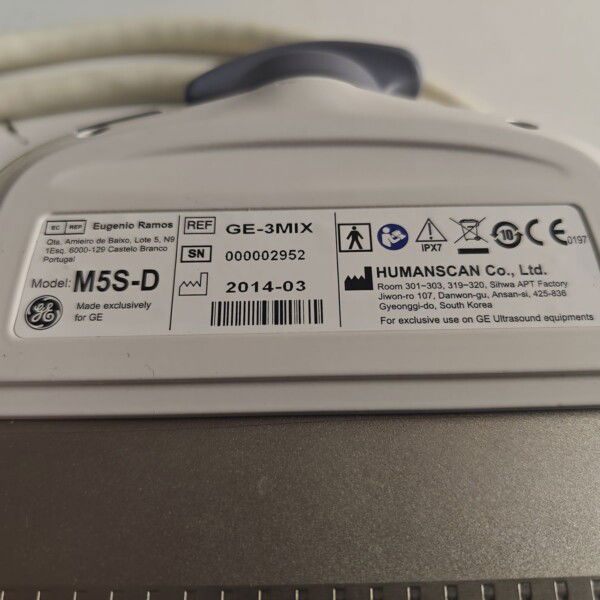 EC REP Eugenio Ramos
Qts. Amieiro de Baixo, Lote 5, N9
1Esq. 6000-129 Castelo Branco
Portugal
Model: M5S-D
GE
Made exclusively
for GE
REF GE-3MIX
SN 000002952
2014-03
IPX7
10
CE 0197
HUMANSCAN Co., Ltd.
Room 301-303, 319-320, Sihwa APT Factory
Jiwon-ro 107, Danwon-gu, Ansan-si, 425-836
Gyeonggi-do, South Korea
For exclusive use on GE Ultrasound equipments